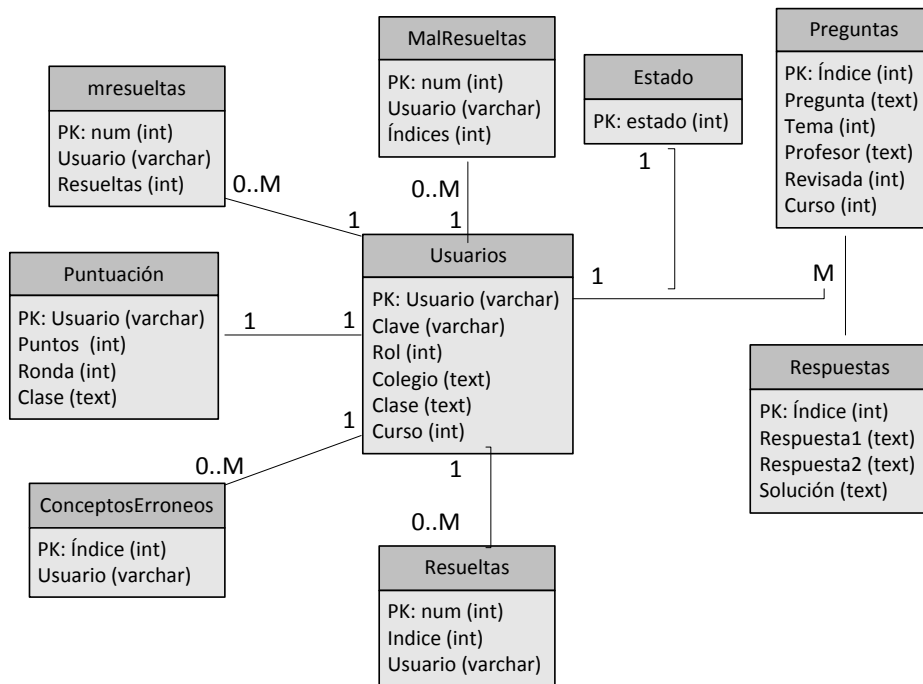 mresueltas
PK: num (int)
Usuario (varchar)
Resueltas (int)
MalResueltas
PK: num (int)
Usuario (varchar)
Índices (int)
Estado
PK: estado (int)
Preguntas
PK: Índice (int)
Pregunta (text)
Tema (int)
Profesor (text)
Revisada (int)
Curso (int)
0..M
1
0..M
1
1
Puntuación
PK: Usuario (varchar)
Puntos (int)
Ronda (int)
Clase (text)
1
1
Usuarios
PK: Usuario (varchar)
Clave (varchar)
Rol (int)
Colegio (text)
Clase (text)
Curso (int)
1
M
Respuestas
PK: Índice (int)
Respuesta1 (text)
Respuesta2 (text)
Solución (text)
1
0..M
ConceptosErroneos
PK: Índice (int)
Usuario (varchar)
1
0..M
Resueltas
PK: num (int)
Indice (int)
Usuario (varchar)